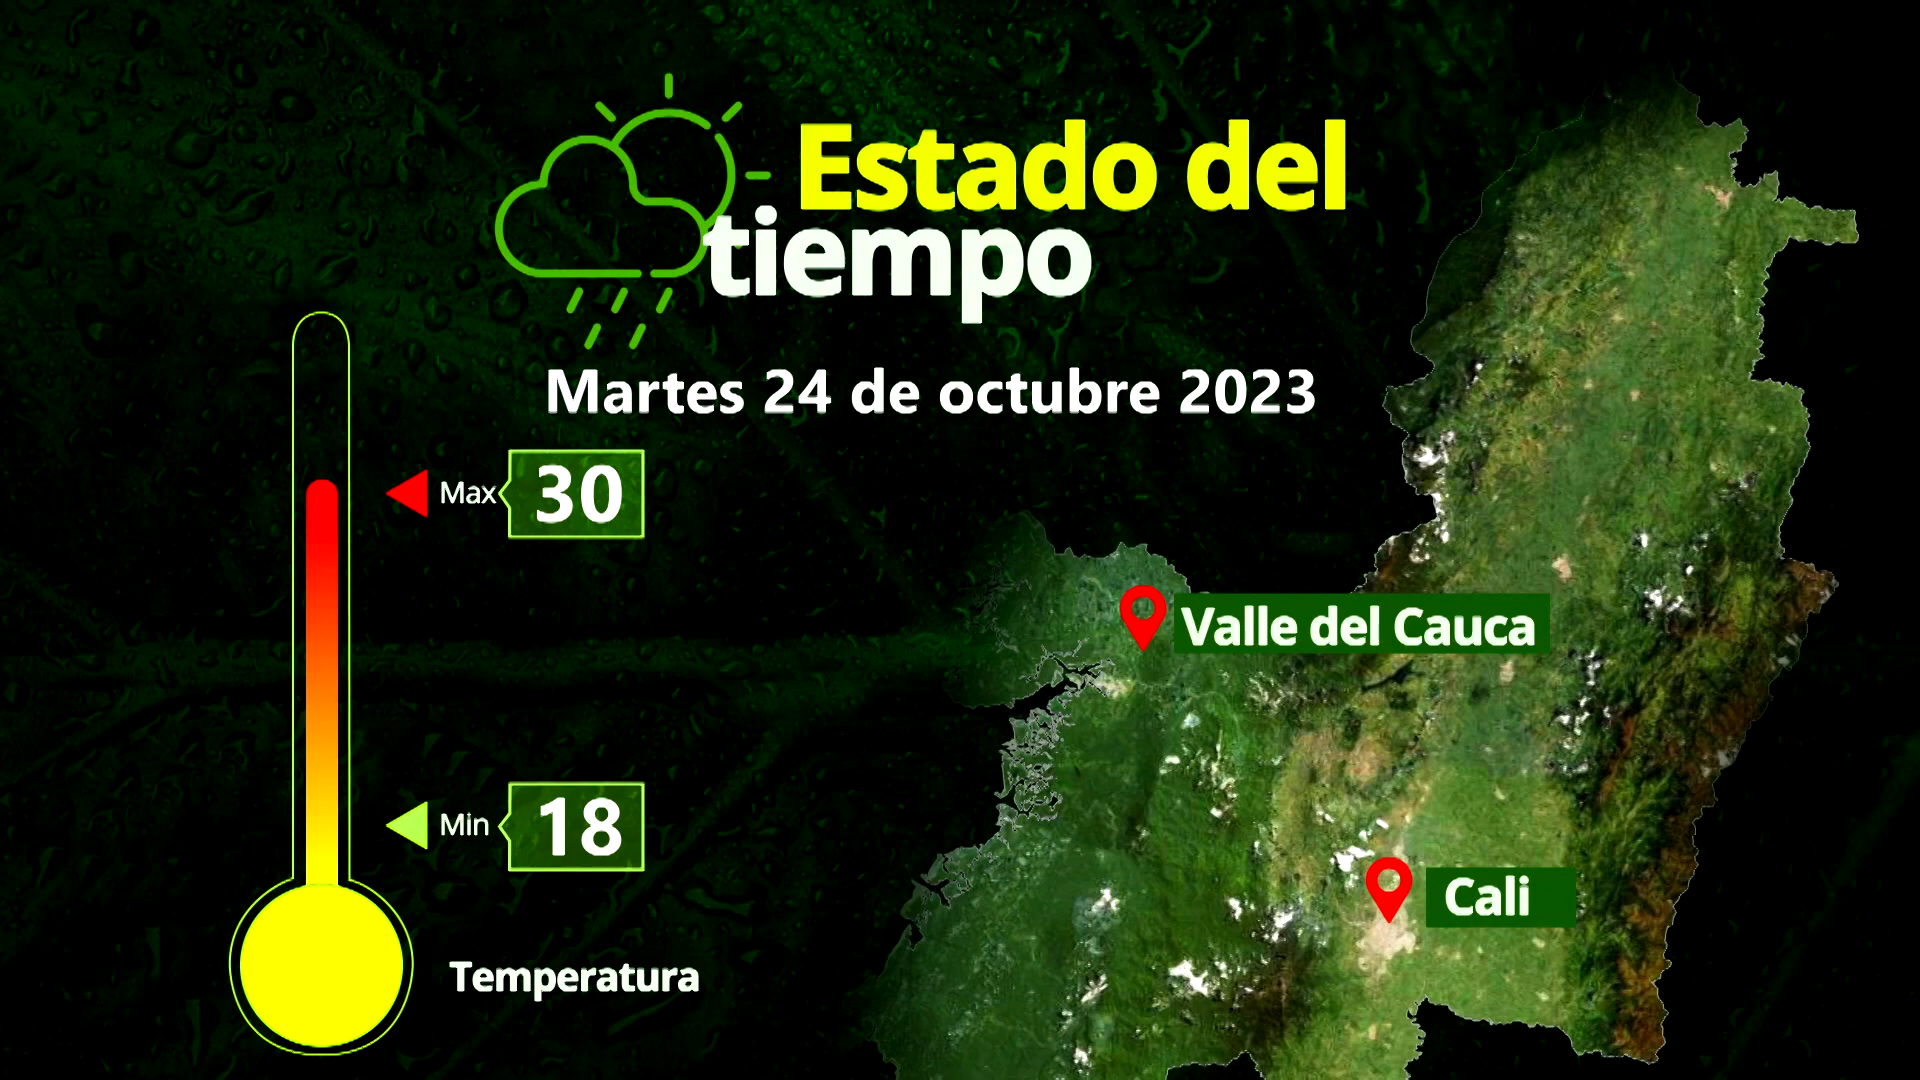 Estado del
tiempo
Martes 24 de octubre 2023
Max 30
Min 18
Temperatura
Valle del Cauca
Cali